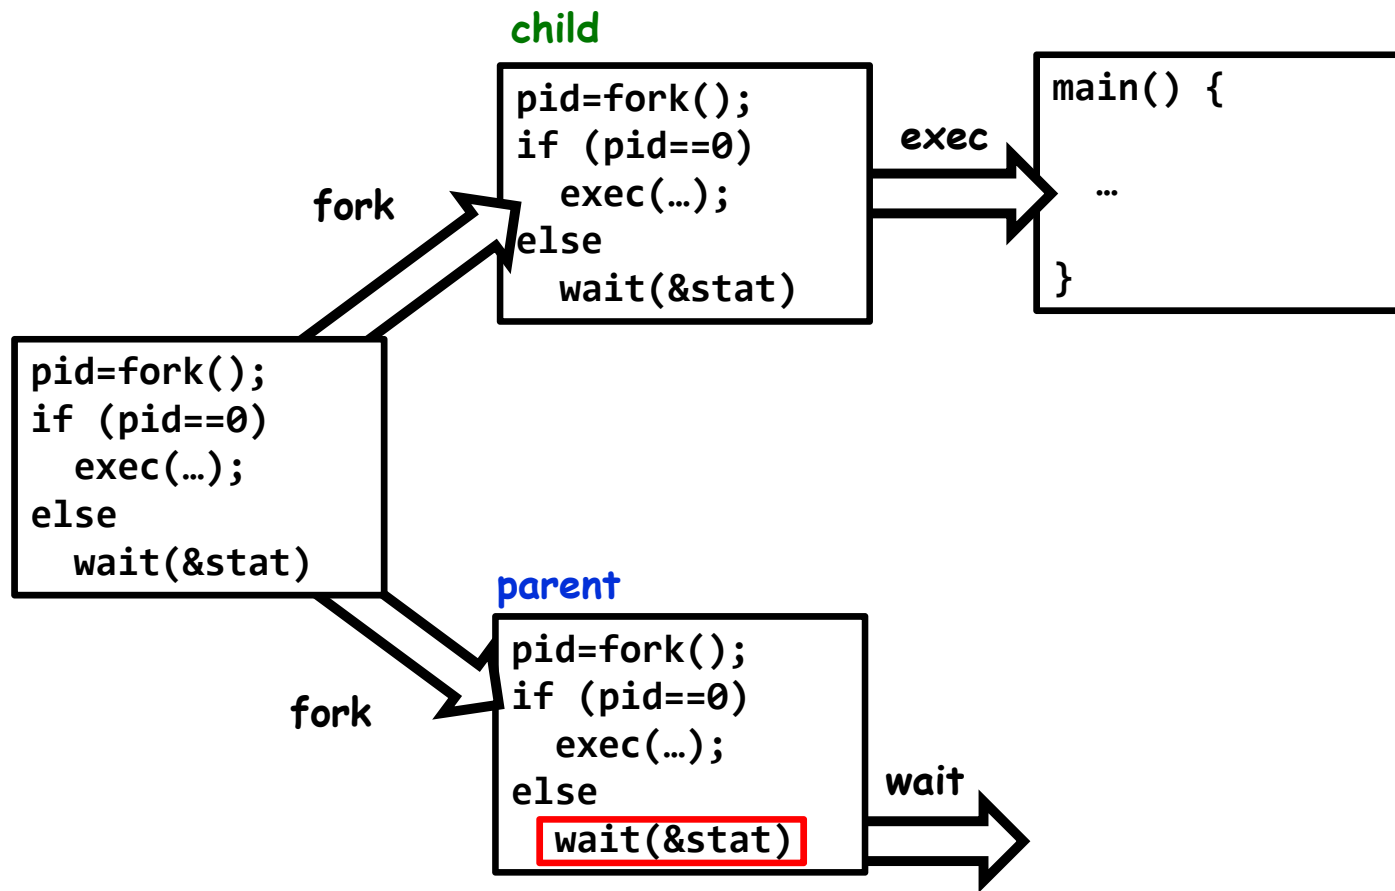 child
pid=fork();
if (pid==0)
  exec(…);
else
  wait(&stat)
exec
main() {
  …
}
fork
pid=fork();
if (pid==0)
  exec(…);
else
  wait(&stat)
fork
parent
pid=fork();
if (pid==0)
  exec(…);
else
  wait(&stat)
wait